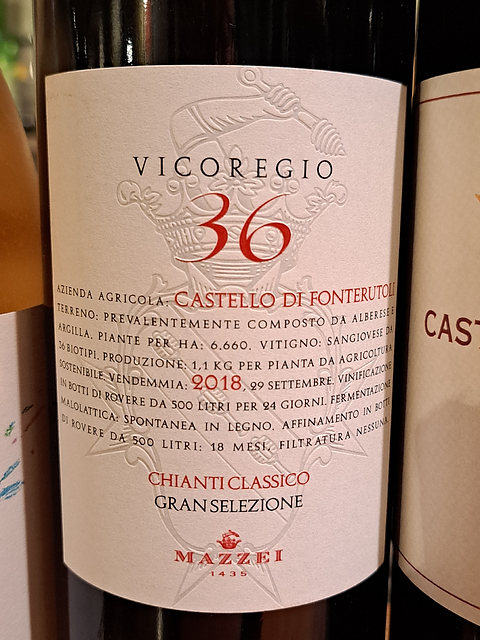 VICOREGIO
36
AZIENDA AGRICOLA, CASTELLO DI FONTERUTOLI
TERRENO: PREVALENTEMENTE COMPOSTO DA ALBERESE E
ARGILLA. PIANTE PER HA: 6.660. VITIGNO: SANGIOVESE DA
36 BIOTIPI. PRODUZIONE: 1,1 KG PER PIANTA DA AGRICOLTURA
SOSTENIBILE. VENDEMMIA: 2018, 29 SETTEMBRE. VINIFICAZIONE
IN BOTTI DI ROVERE DA 500 LITRI PER 24 GIORNI. FERMENTAZIONE
MALOLATTICA: SPONTANEA IN LEGNO. AFFINAMENTO IN BOTTI
DI ROVERE DA 500 LITRI: 18 MESI, FILTRATURA NESSUNA.
CHIANTI CLASSICO
GRAN SELEZIONE
MAZZEI
1435
CAST